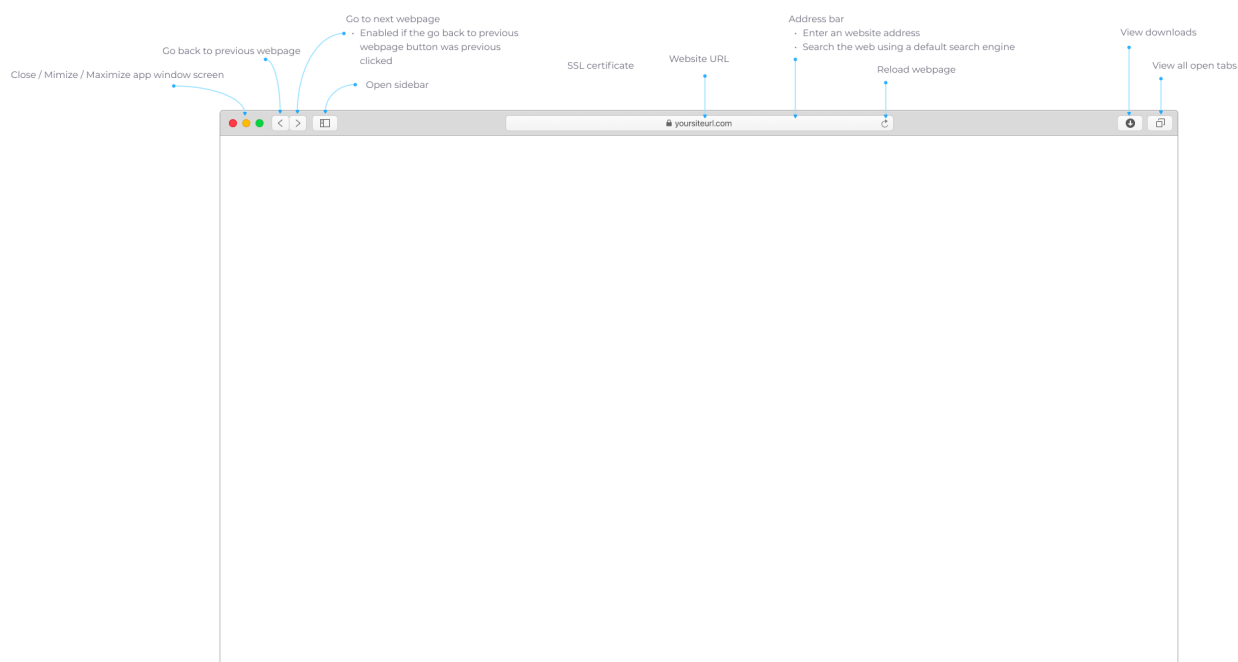 Go to next webpage
· Enabled if the go back to previous
webpage button was previous
clicked
Address bar
· Enter an website address
· Search the web using a default search engine
View downloads
Go back to previous webpage
SSL certificate
Website URL
Reload webpage
View all open tabs
Close / Mimize / Maximize app window screen
Open sidebar
yoursiteurl.com